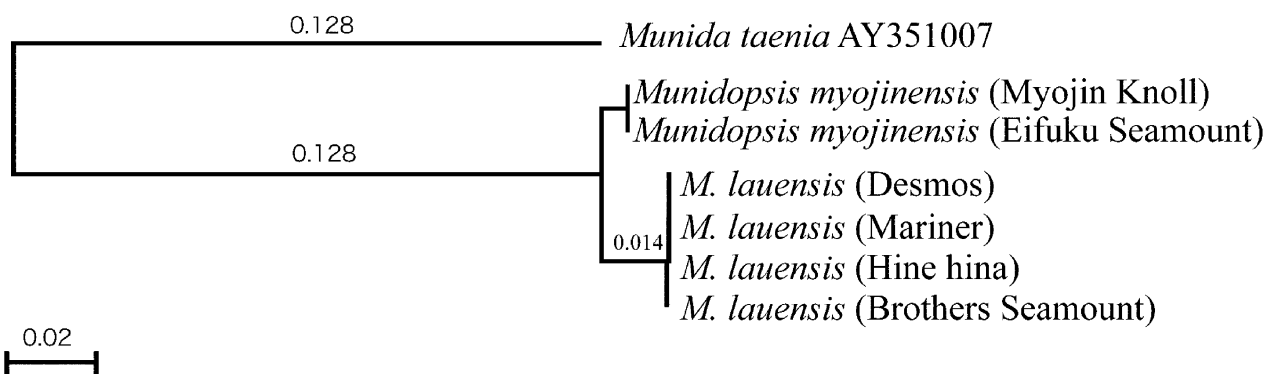 0.128
Munida taenia AY351007
Munidopsis myojinensis (Myojin Knoll)
Munidopsis myojinensis (Eifuku Seamount)
0.128
M. lauensis (Desmos)
M. lauensis (Mariner)
0.014
M. lauensis (Hine hina)
M. lauensis (Brothers Seamount)
0.02